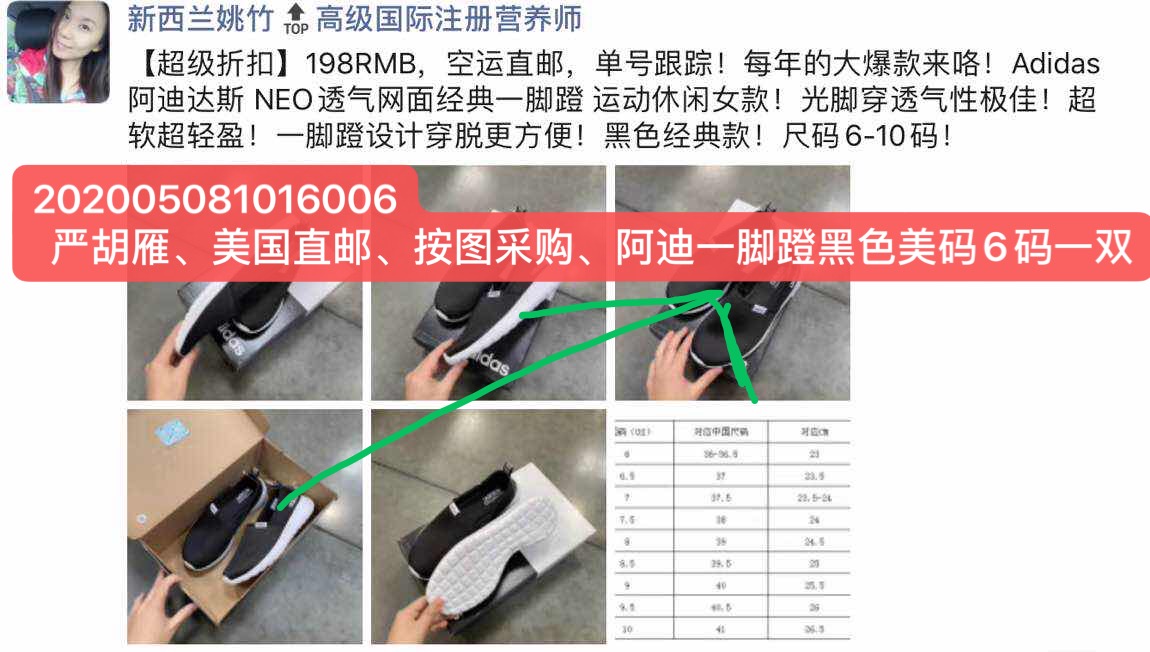 新西兰姚竹 TOP 高级国际注册营养师
【超级折扣】198RMB，空运直邮，单号跟踪！每年的大爆款来咯！Adidas
阿迪达斯 NEO透气网面经典一脚蹬 运动休闲女款！光脚穿透气性极佳！超
软超轻盈！一脚蹬设计穿脱更方便！黑色经典款！尺码6-10码！
202005081016006
严胡雁、美国直邮、按图采购、阿迪一脚蹬黑色美码6码一双
adidas
adidas
对应中国尺码 对应CM
6 36-36.5 23
6.5 37 23.5
7 37.5 23.5-24
7.5 38 24
8 39 24.5
8.5 39.5 25
9 40 25.5
9.5 40.5 26
10 41 26.5